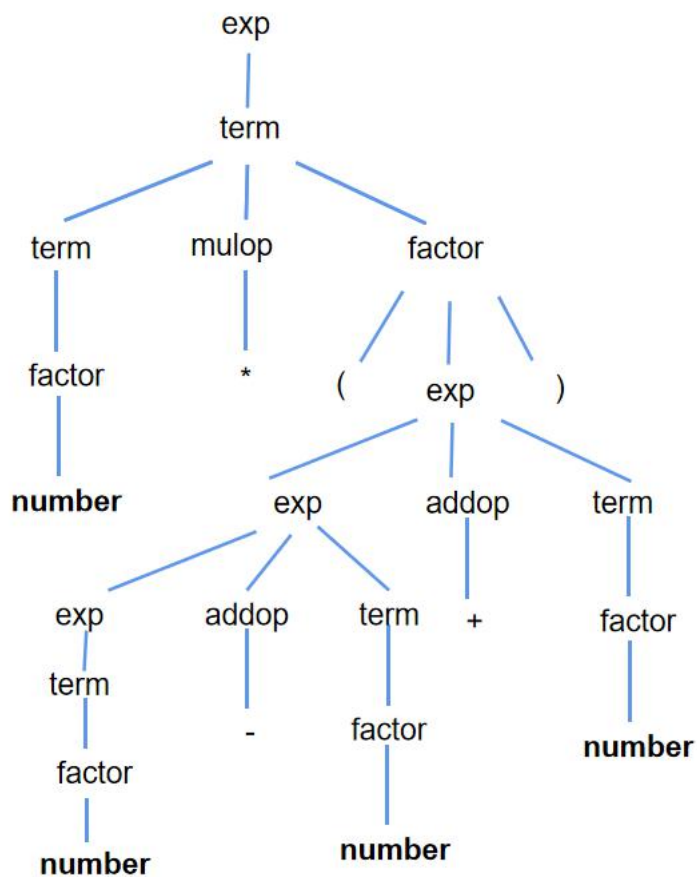 exp
term
term mulop factor
factor * ( exp )
number exp addop term
exp addop term + factor
term
- factor number
factor
number number